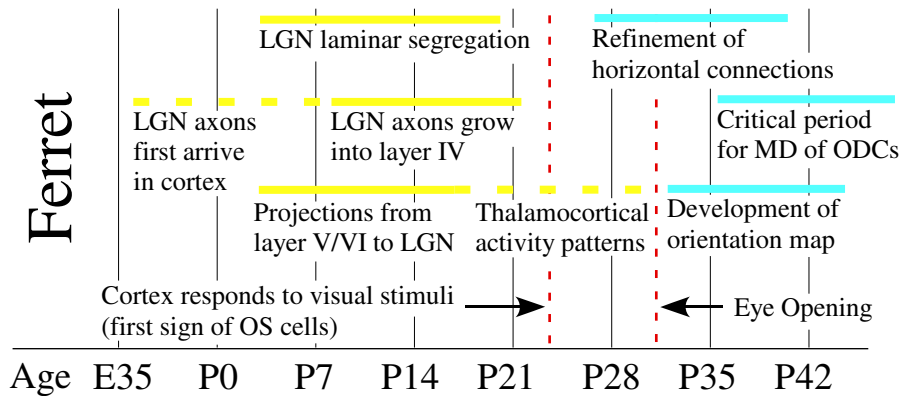 Ferret
LGN laminar segregation
Refinement of
horizontal connections
LGN axons
first arrive
in cortex
LGN axons grow
into layer IV
Critical period
for MD of ODCs
Projections from
layer V/VI to LGN
Thalamocortical
activity patterns
Development of
orientation map
Cortex responds to visual stimuli
(first sign of OS cells)
Eye Opening
Age E35 P0 P7 P14 P21 P28 P35 P42